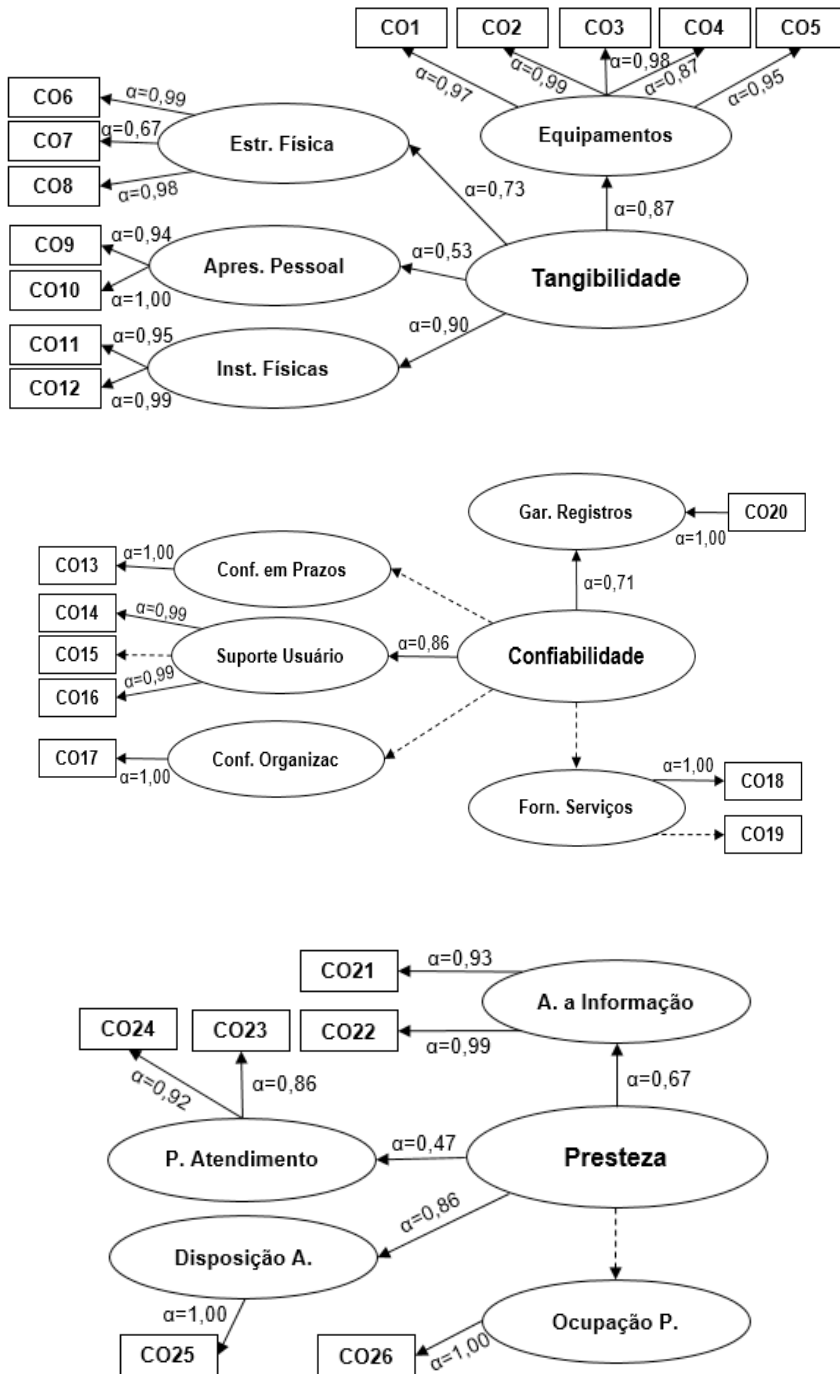 CO1
CO2
CO3
CO4
CO5
α=0,97
α=0,99
α=0,98
α=0,87
α=0,95
Equipamentos
CO6
CO7
CO8
α=0,99
α=0,67
α=0,98
Estr. Física
α=0,73
α=0,87
CO9
CO10
α=0,94
α=1,00
Apres. Pessoal
α=0,53
Tangibilidade
CO11
CO12
α=0,95
α=0,99
Inst. Físicas
α=0,90
Gar. Registros
CO20
α=1,00
α=0,71
CO13
α=1,00
Conf. em Prazos
CO14
CO15
CO16
α=0,99
α=0,99
Suporte Usuário
α=0,86
Confiabilidade
CO17
α=1,00
Conf. Organizac
Forn. Serviços
α=1,00
CO18
CO19
CO21
α=0,93
A. a Informação
CO22
α=0,99
CO24
CO23
α=0,92
α=0,86
α=0,67
P. Atendimento
α=0,47
Presteza
α=0,86
Disposição A.
α=1,00
CO25
Ocupação P.
CO26
α=1,00